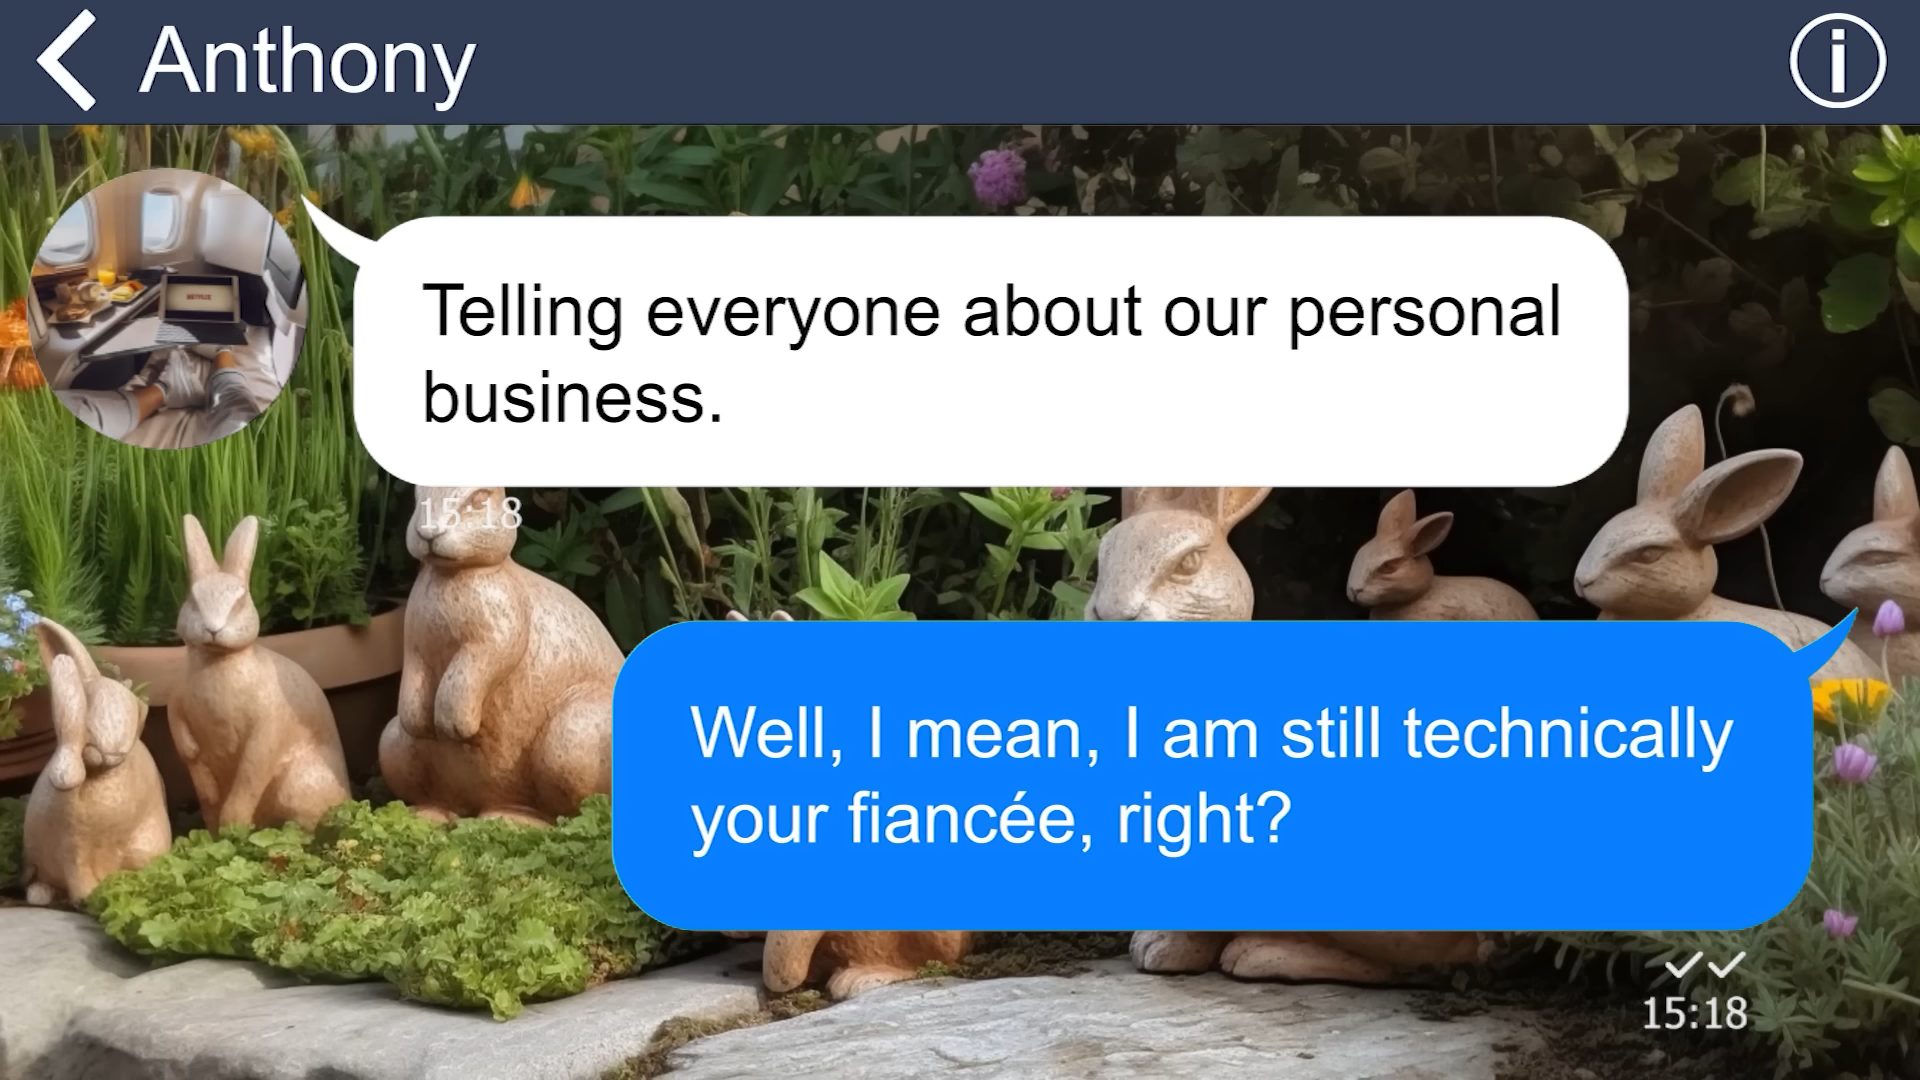 Anthony
Telling everyone about our personal
business.
15:18
Well, I mean, I am still technically
your fiancée, right?
15:18
NETFLIX